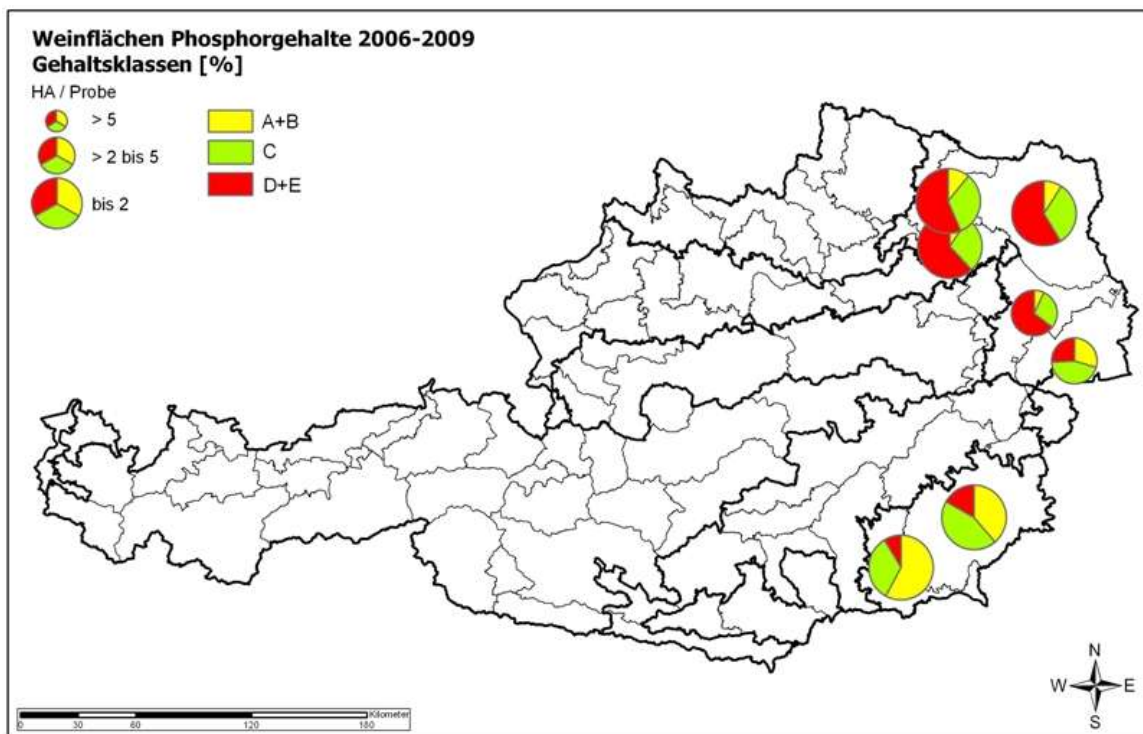 Weinflächen Phosphorgehalte 2006-2009
Gehaltsklassen [%]
HA / Probe
> 5
> 2 bis 5
bis 2
A+B
C
D+E
N
W E
S
Kilometer
0 30 60 120 180